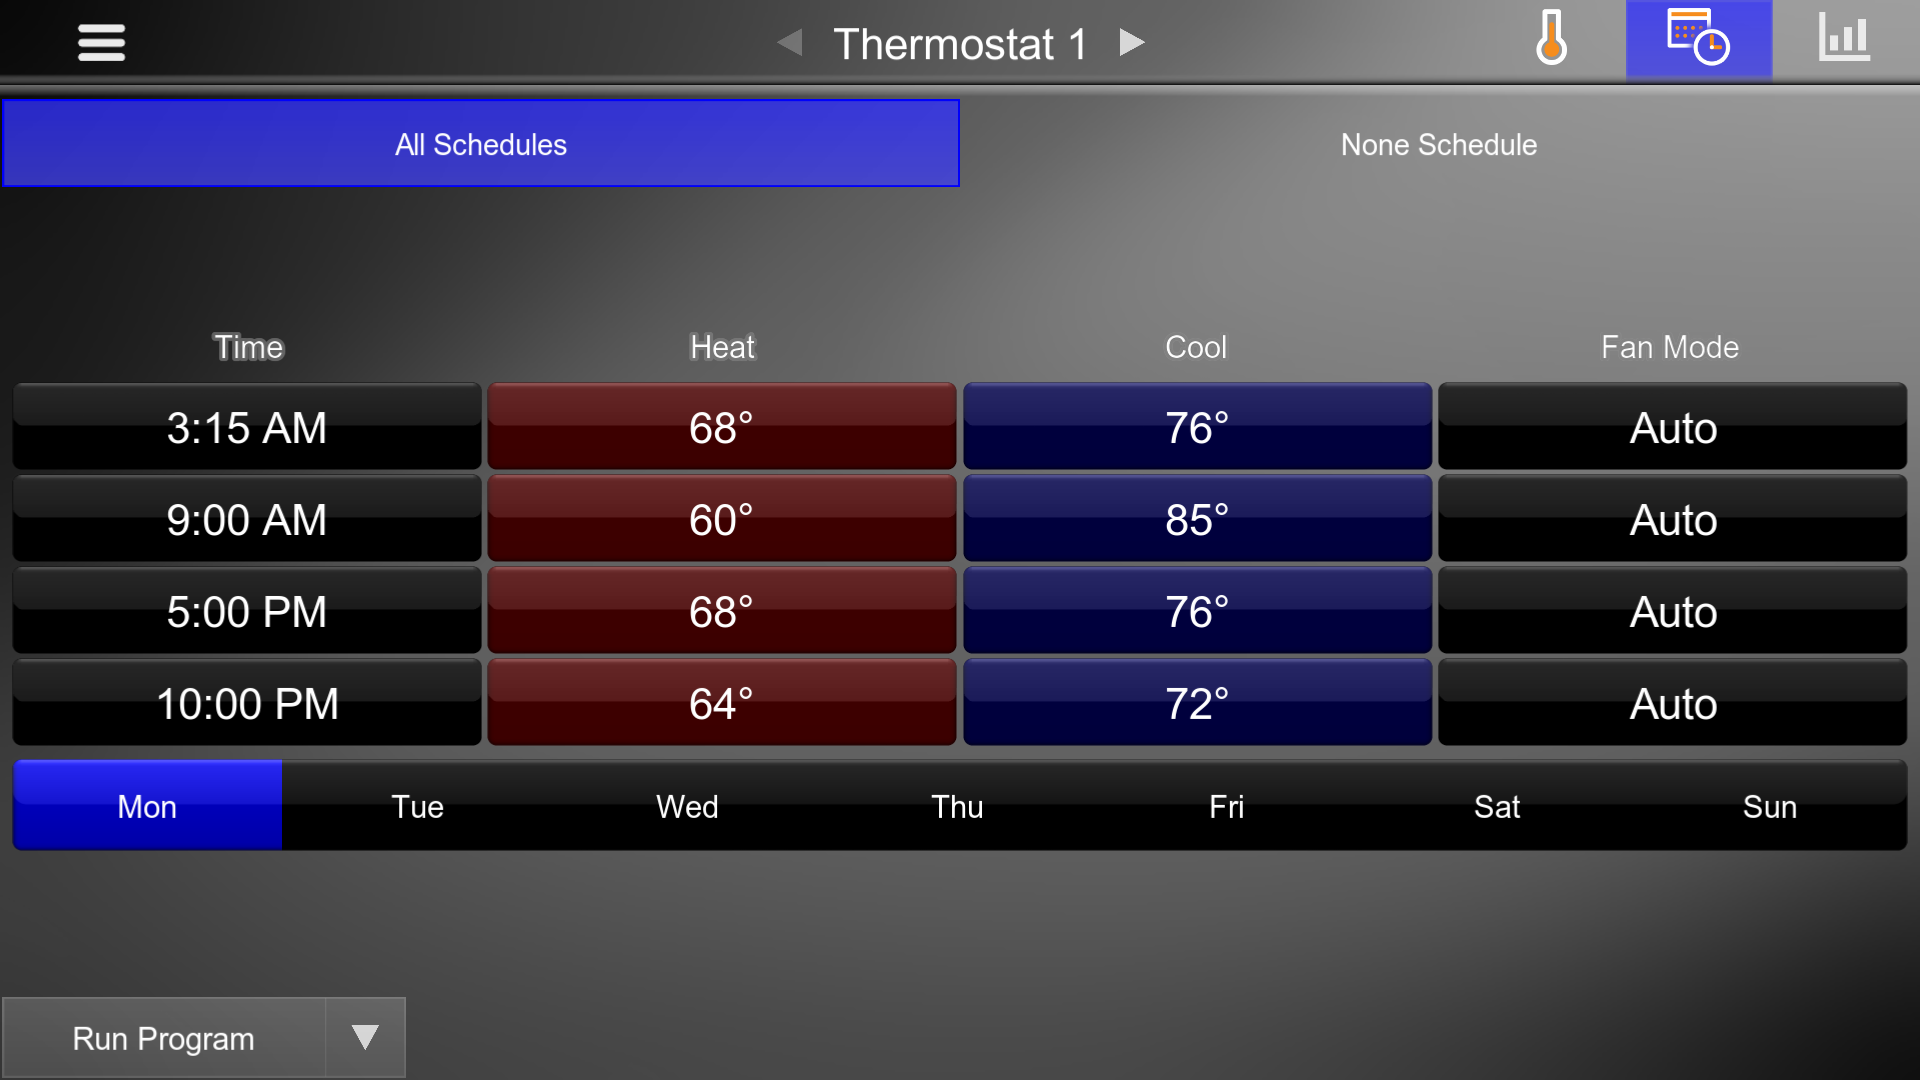 Thermostat 1
All Schedules None Schedule
Time Heat Cool Fan Mode
3:15 AM 68° 76° Auto
9:00 AM 60° 85° Auto
5:00 PM 68° 76° Auto
10:00 PM 64° 72° Auto
Mon Tue Wed Thu Fri Sat Sun
Run Program